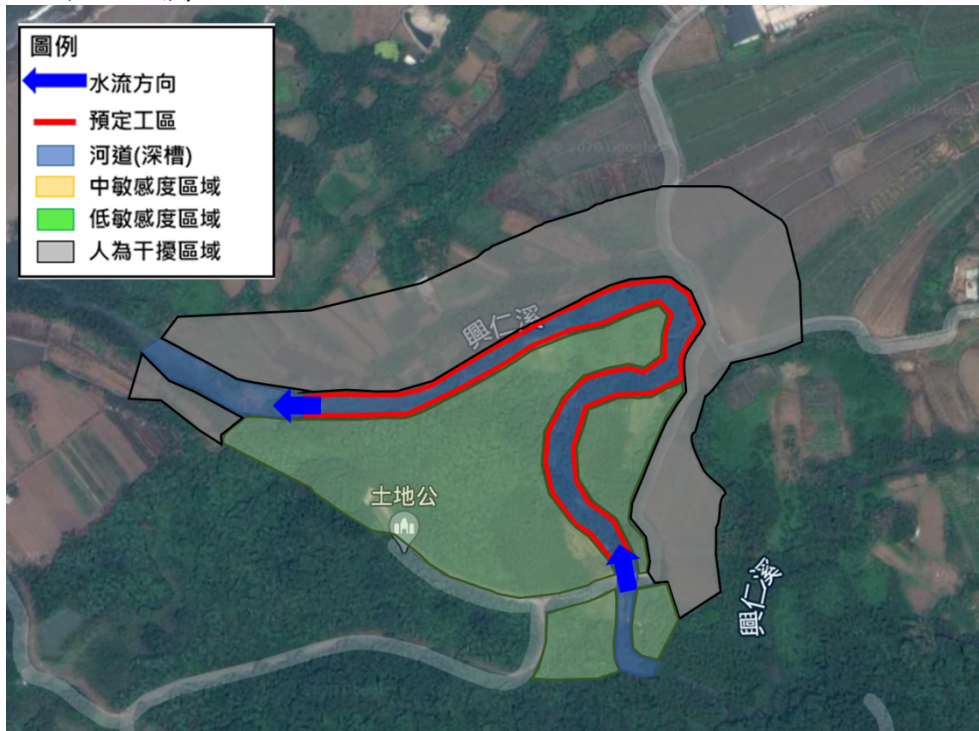 圖例
水流方向
預定工區
河道(深槽)
中敏感度區域
低敏感度區域
人為干擾區域
© 2020 Google
興仁溪
土地公
興仁溪